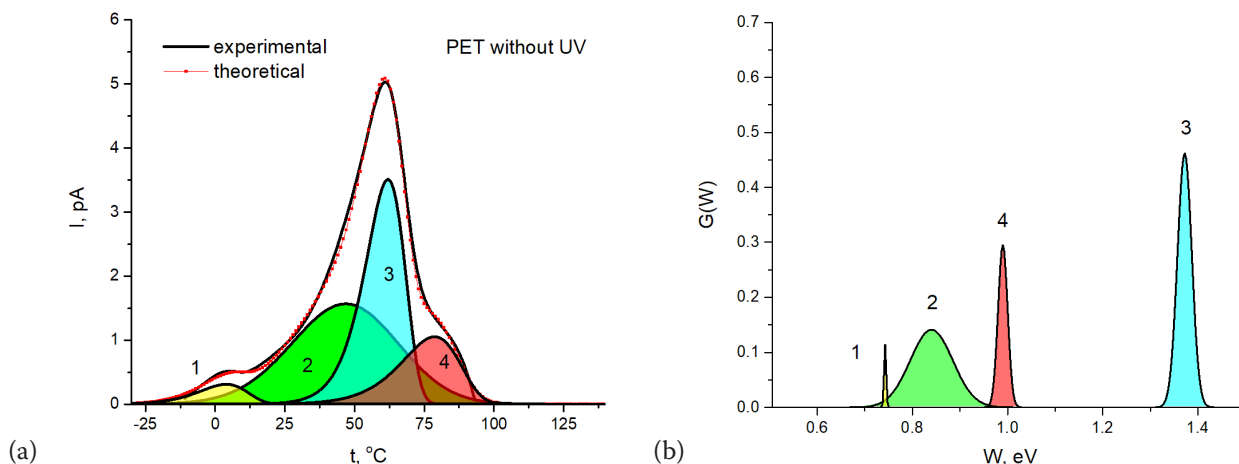 6
5
4
3
2
1
0
I, pA
experimental
theoretical
PET without UV
1
2
3
4
-25 0 25 50 75 100 125
t, °C
(a)
0.7
0.6
0.5
0.4
0.3
0.2
0.1
0.0
G(W)
1
2
4
3
0.6 0.8 1.0 1.2 1.4
W, eV
(b)